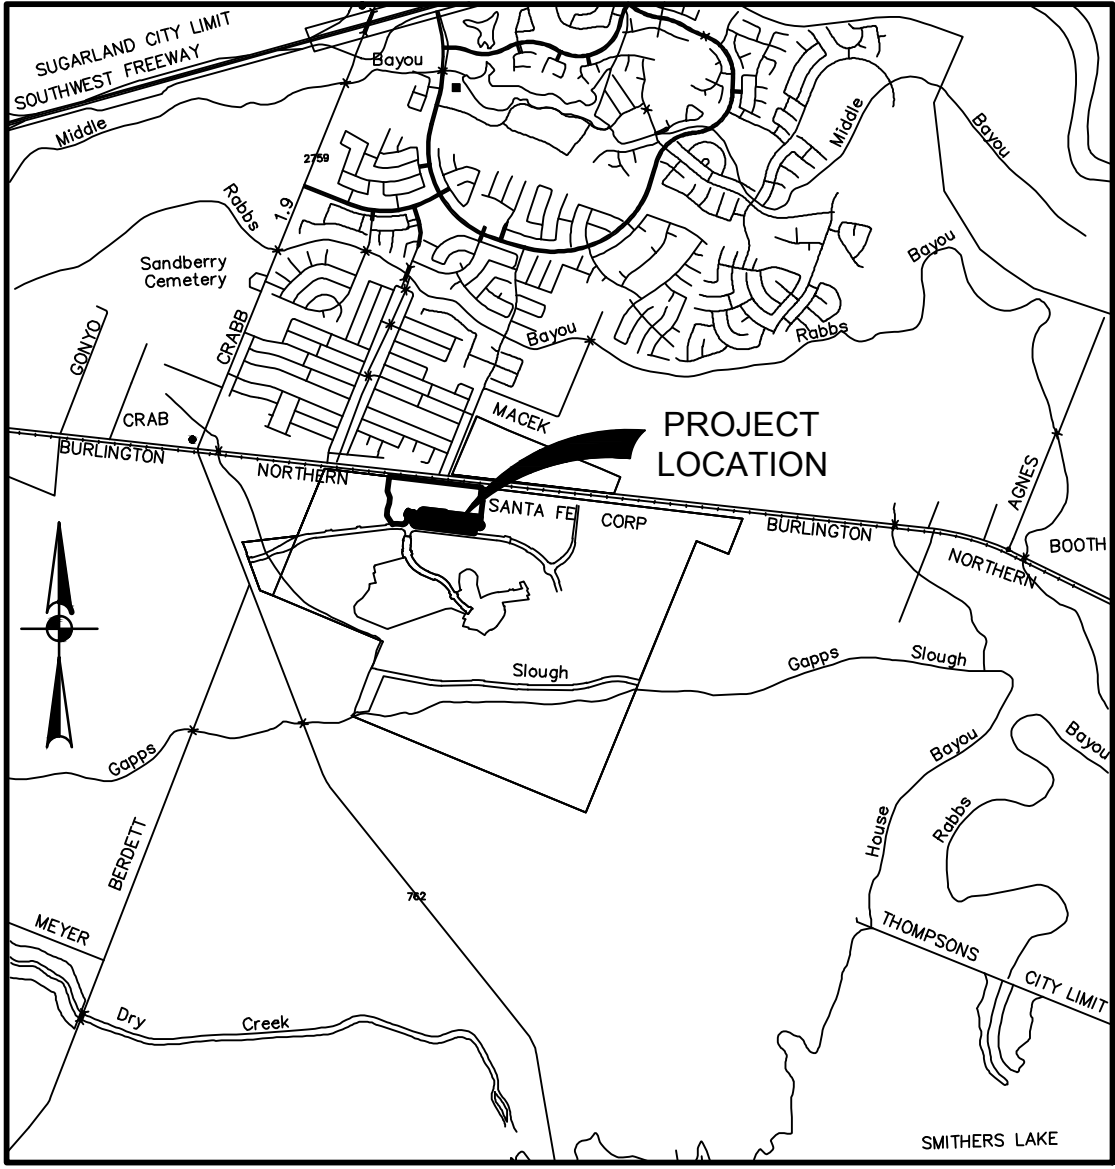 SUGARLAND CITY LIMIT
SOUTHWEST FREEWAY
Bayou
Middle
Middle
Bayou
2759
Rabbs
1.9
Bayou
Sandberry
Cemetery
GONYO
CRABB
Bayou
Rabbs
CRAB
MACEK
PROJECT
LOCATION
BURLINGTON
NORTHERN
SANTA FE
CORP
BURLINGTON
AGNES
NORTHERN
BOOTH
Slough
Gapps
Slough
Gapps
Bayou
Bayou
House
Rabbs
BERDETT
762
MEYER
THOMPSONS
CITY LIMIT
Dry
Creek
SMITHERS LAKE